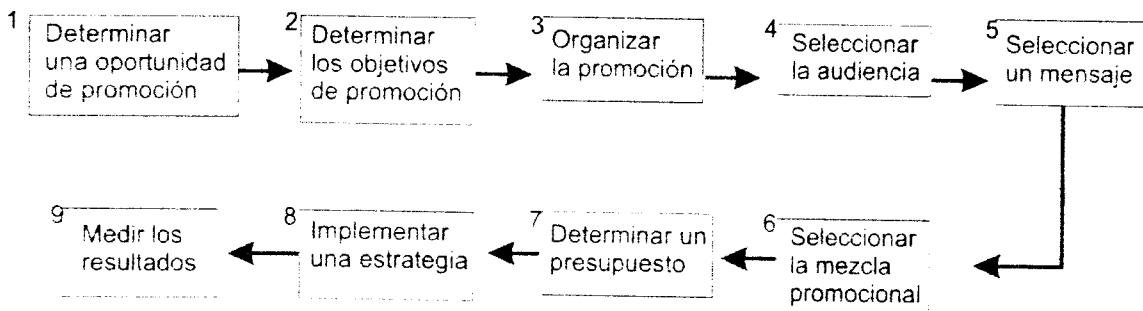 1
Determinar
una oportunidad
de promoción
2
Determinar
los objetivos
de promoción
3
Organizar
la promoción
4
Seleccionar
la audiencia
5
Seleccionar
un mensaje
6
Seleccionar
la mezcla
promocional
7
Determinar un
presupuesto
8
Implementar
una estrategia
9
Medir los
resultados